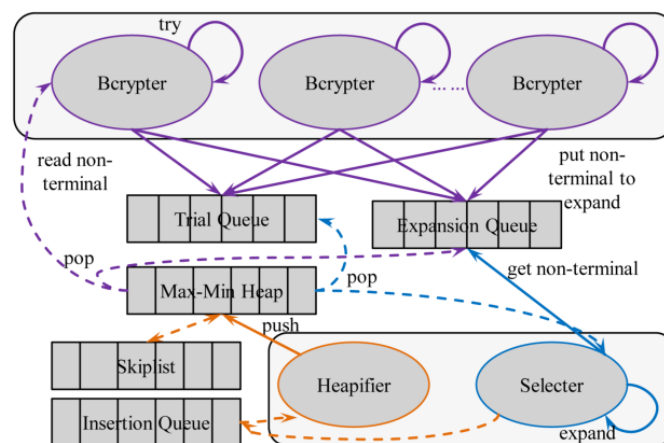 try
Bcrypter
Bcrypter
... ...
Bcrypter
read non-
terminal
put non-
terminal to
expand
Trial Queue
Expansion Queue
pop
get non-terminal
Max-Min Heap
pop
push
Skiplist
Heapifier
Selecter
Insertion Queue
expand